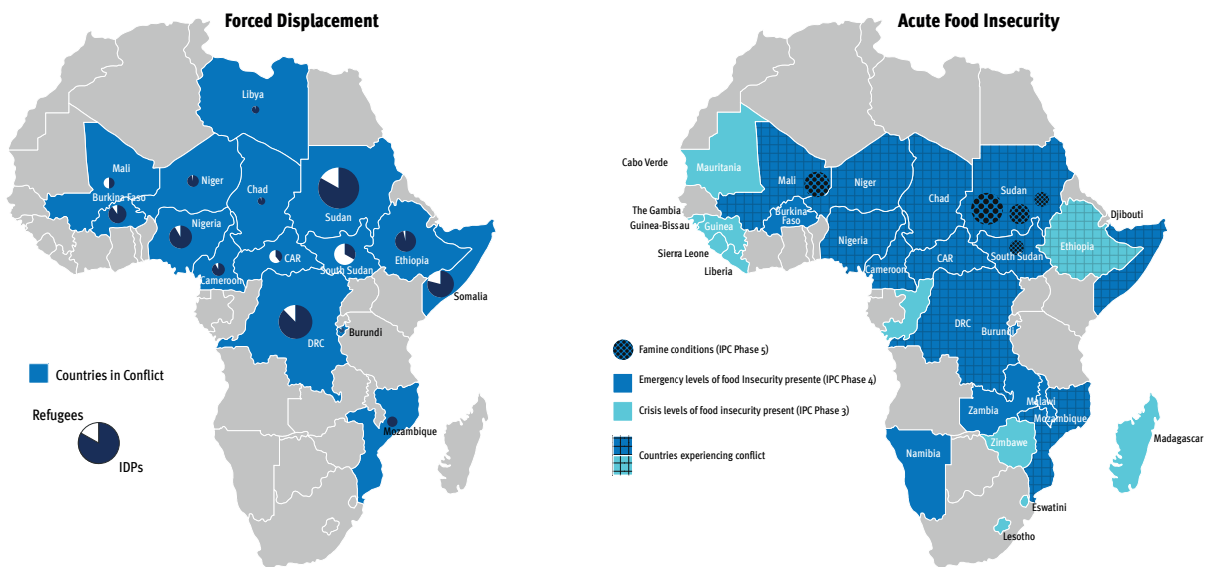 Forced Displacement
Libya
Mali
Niger
Chad
Sudan
Burkina Faso
Nigeria
CAR
South Sudan
Ethiopia
Cameroon
Somalia
DRC
Burundi
Mozambique
Countries in Conflict
Refugees
IDPs
Acute Food Insecurity
Cabo Verde
Mauritania
Mali
Niger
Chad
Sudan
The Gambia
Guinea-Bissau
Guinea
Burkina
Faso
Djibouti
Sierra Leone
Liberia
Nigeria
Cameroon
CAR
South Sudan
Ethiopia
DRC
Burundi
Zambia
Malawi
Mozambique
Zimbawe
Namibia
Madagascar
Eswatini
Lesotho
Famine conditions (IPC Phase 5)
Emergency levels of food Insecurity presente (IPC Phase 4)
Crisis levels of food insecurity present (IPC Phase 3)
Countries experiencing conflict